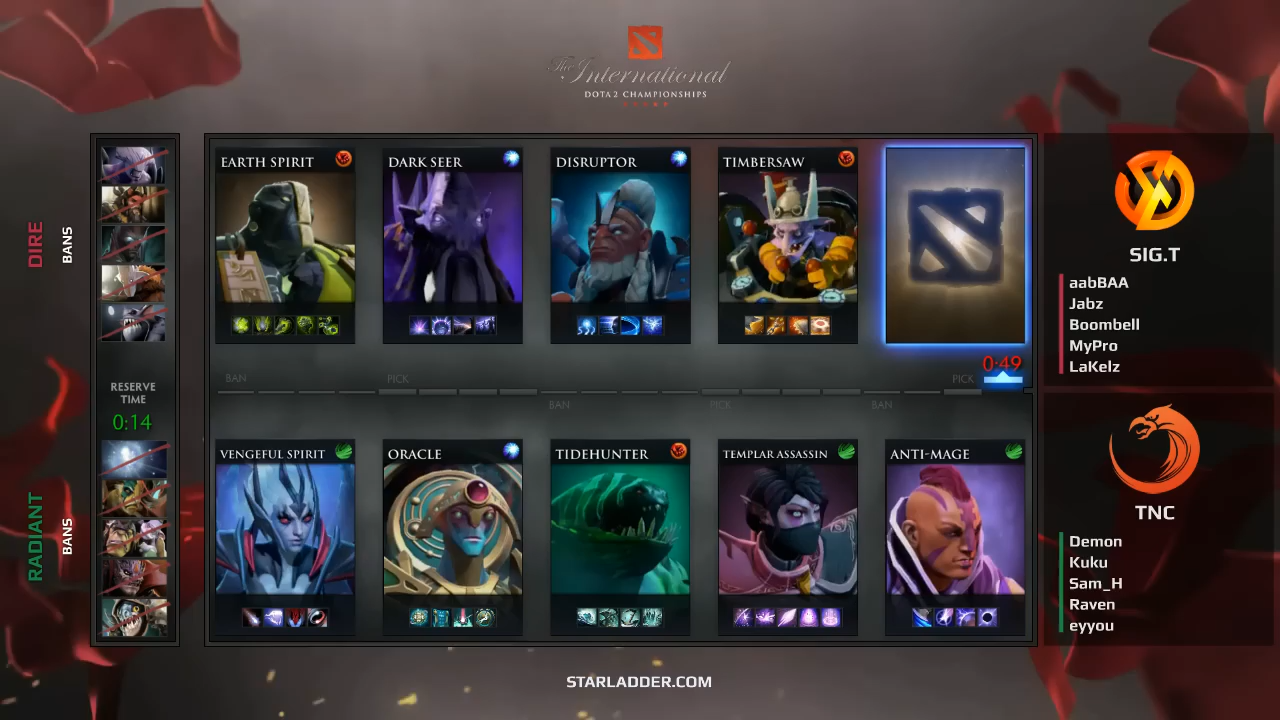 The International
DOTA 2 CHAMPIONSHIPS
DIRE
BANS
EARTH SPIRIT
DARK SEER
DISRUPTOR
TIMBERSAW
SIG.T
aabBAA
Jabz
Boombell
MyPro
LaKelz
RESERVE
TIME
0:14
BAN
PICK
PICK
0:49
BAN
PICK
BAN
RADIANT
BANS
VENGEFUL SPIRIT
ORACLE
TIDEHUNTER
TEMPLAR ASSASSIN
ANTI-MAGE
TNC
Demon
Kuku
Sam_H
Raven
eyyou
STARLADDER.COM